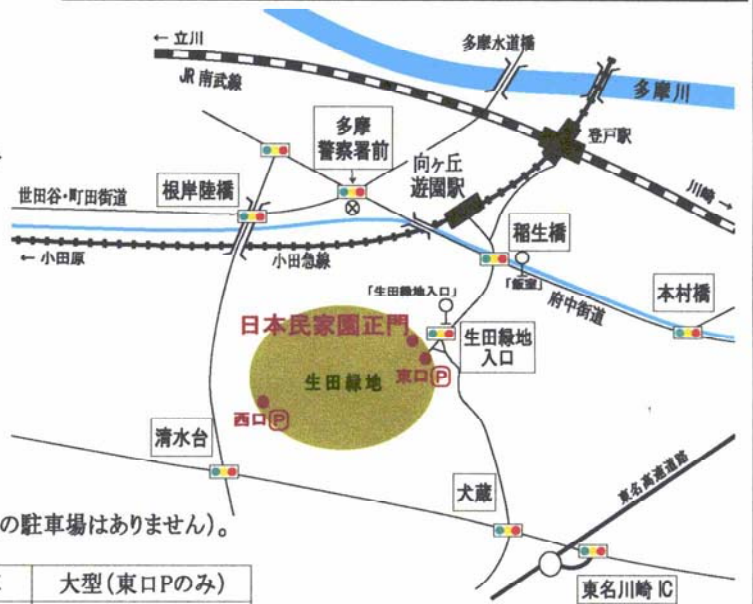 ← 立川
JR 南武線
多摩水道橋
多摩川
登戸駅
川崎 →
多摩
警察署前
向ヶ丘
遊園駅
世田谷・町田街道
根岸陸橋
← 小田原
小田急線
稲生橋
「飯室」
府中街道
本村橋
「生田緑地入口」
日本民家園正門
生田緑地
入口
生田緑地
東口 P
西口 P
清水台
犬蔵
東名高速道路
東名川崎 IC
の駐車場はありません)。
大型(東口Pのみ)